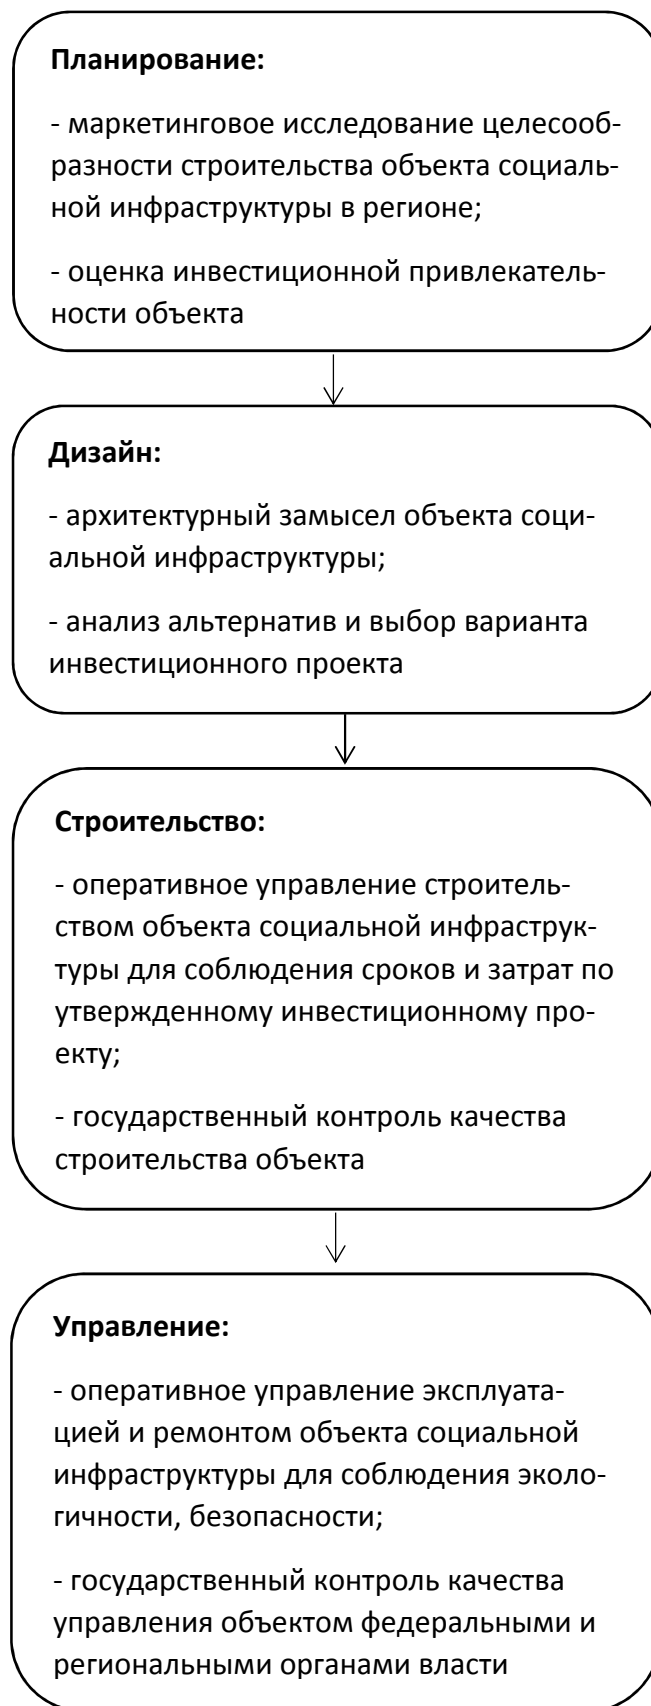 Планирование:
- маркетинговое исследование целесооб-
разности строительства объекта социаль-
ной инфраструктуры в регионе;
- оценка инвестиционной привлекатель-
ности объекта
Дизайн:
- архитектурный замысел объекта соци-
альной инфраструктуры;
- анализ альтернатив и выбор варианта
инвестиционного проекта
Строительство:
- оперативное управление строитель-
ством объекта социальной инфраструк-
туры для соблюдения сроков и затрат по
утвержденному инвестиционному про-
екту;
- государственный контроль качества
строительства объекта
Управление:
- оперативное управление эксплуата-
цией и ремонтом объекта социальной
инфраструктуры для соблюдения эколо-
гичности, безопасности;
- государственный контроль качества
управления объектом федеральными и
региональными органами власти